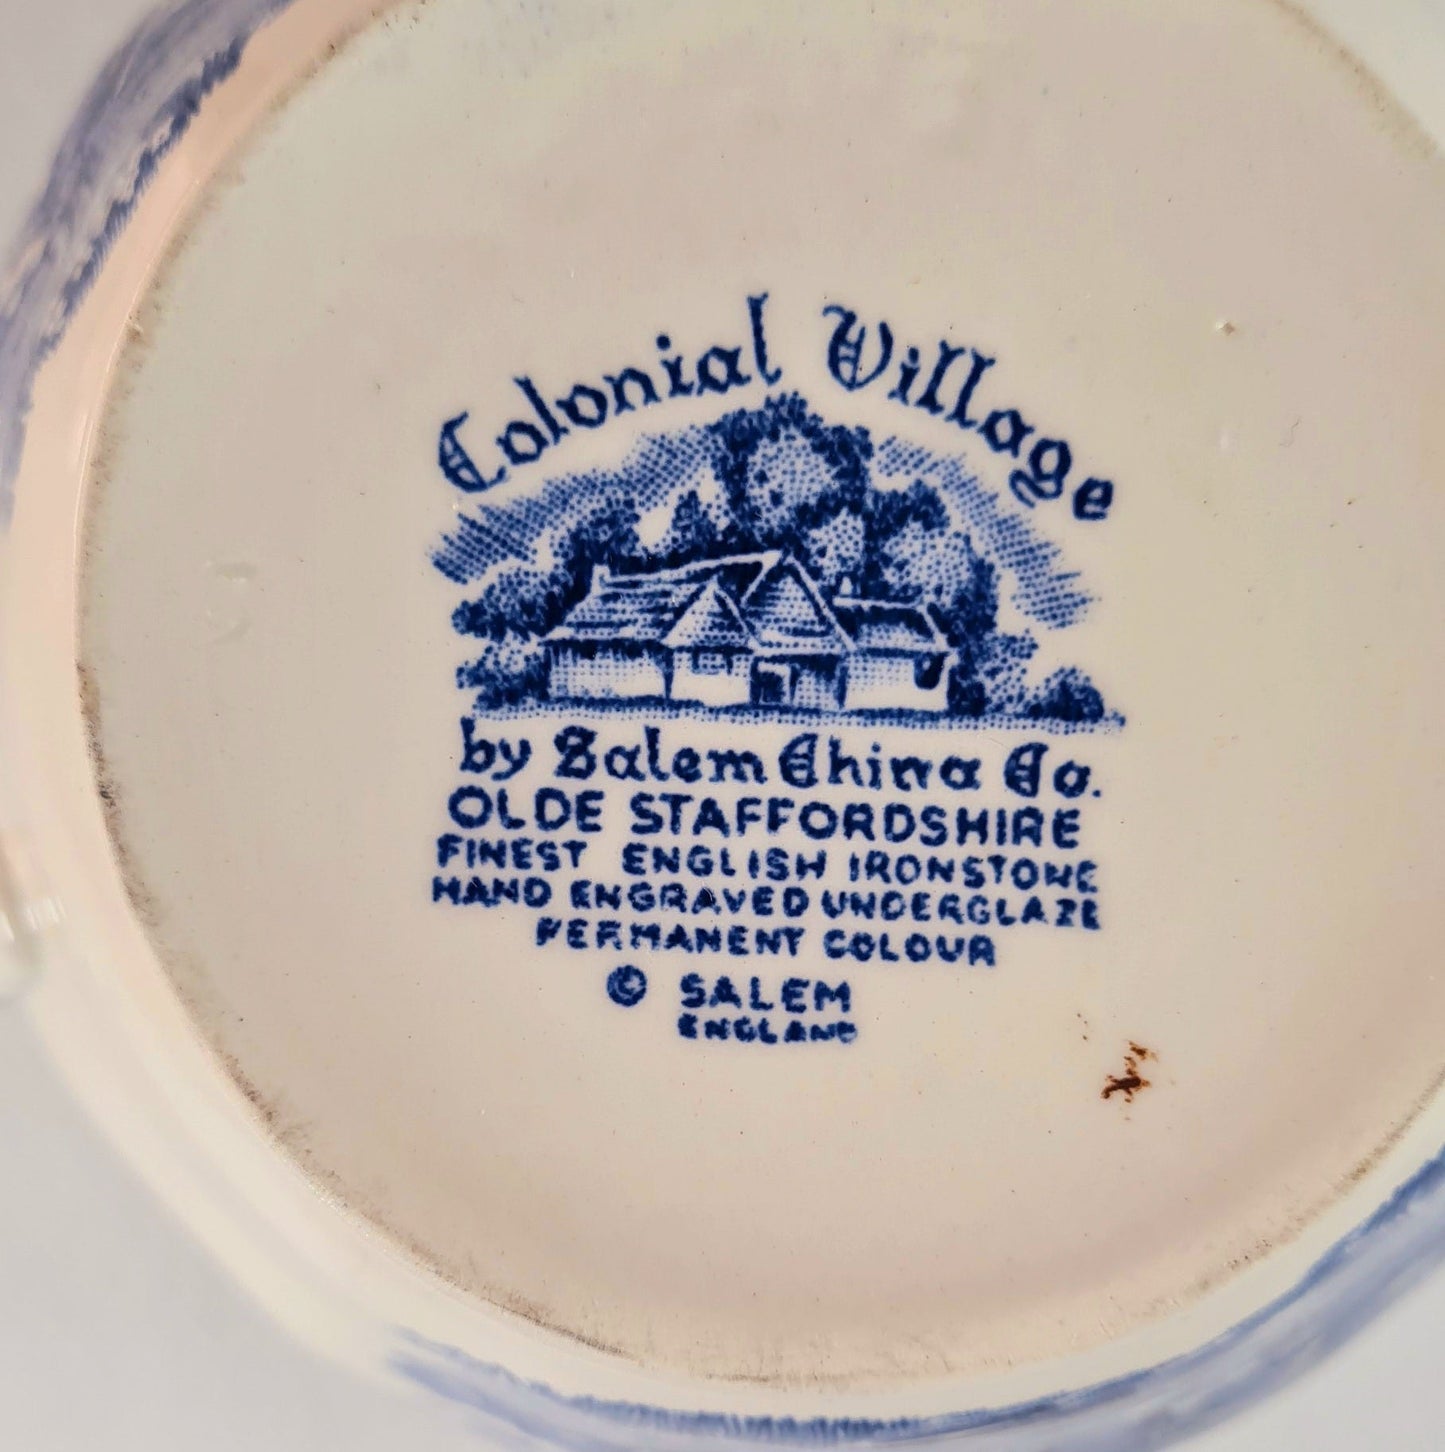 Colonial Village
by Salem China Co.
OLDE STAFFORDSHIRE
FINEST ENGLISH IRONSTONE
HAND ENGRAVED UNDERGLAZE
PERMANENT COLOUR
© SALEM
ENGLAND